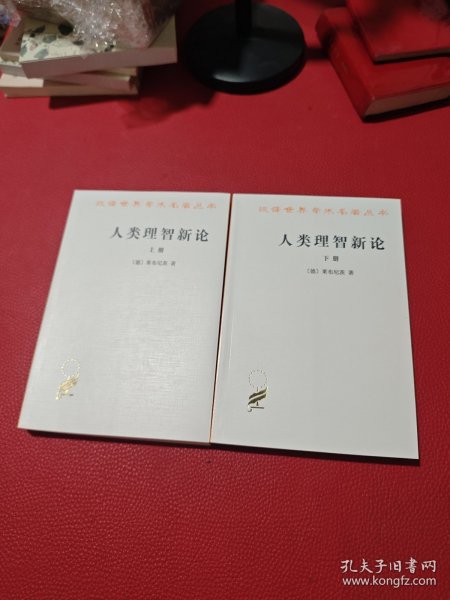 汉译世界学术名著丛书
人类理智新论
上册
〔德〕莱布尼茨 著
汉译世界学术名著丛书
人类理智新论
下册
〔德〕莱布尼茨 著
孔夫子旧书网
www.kongfz.com